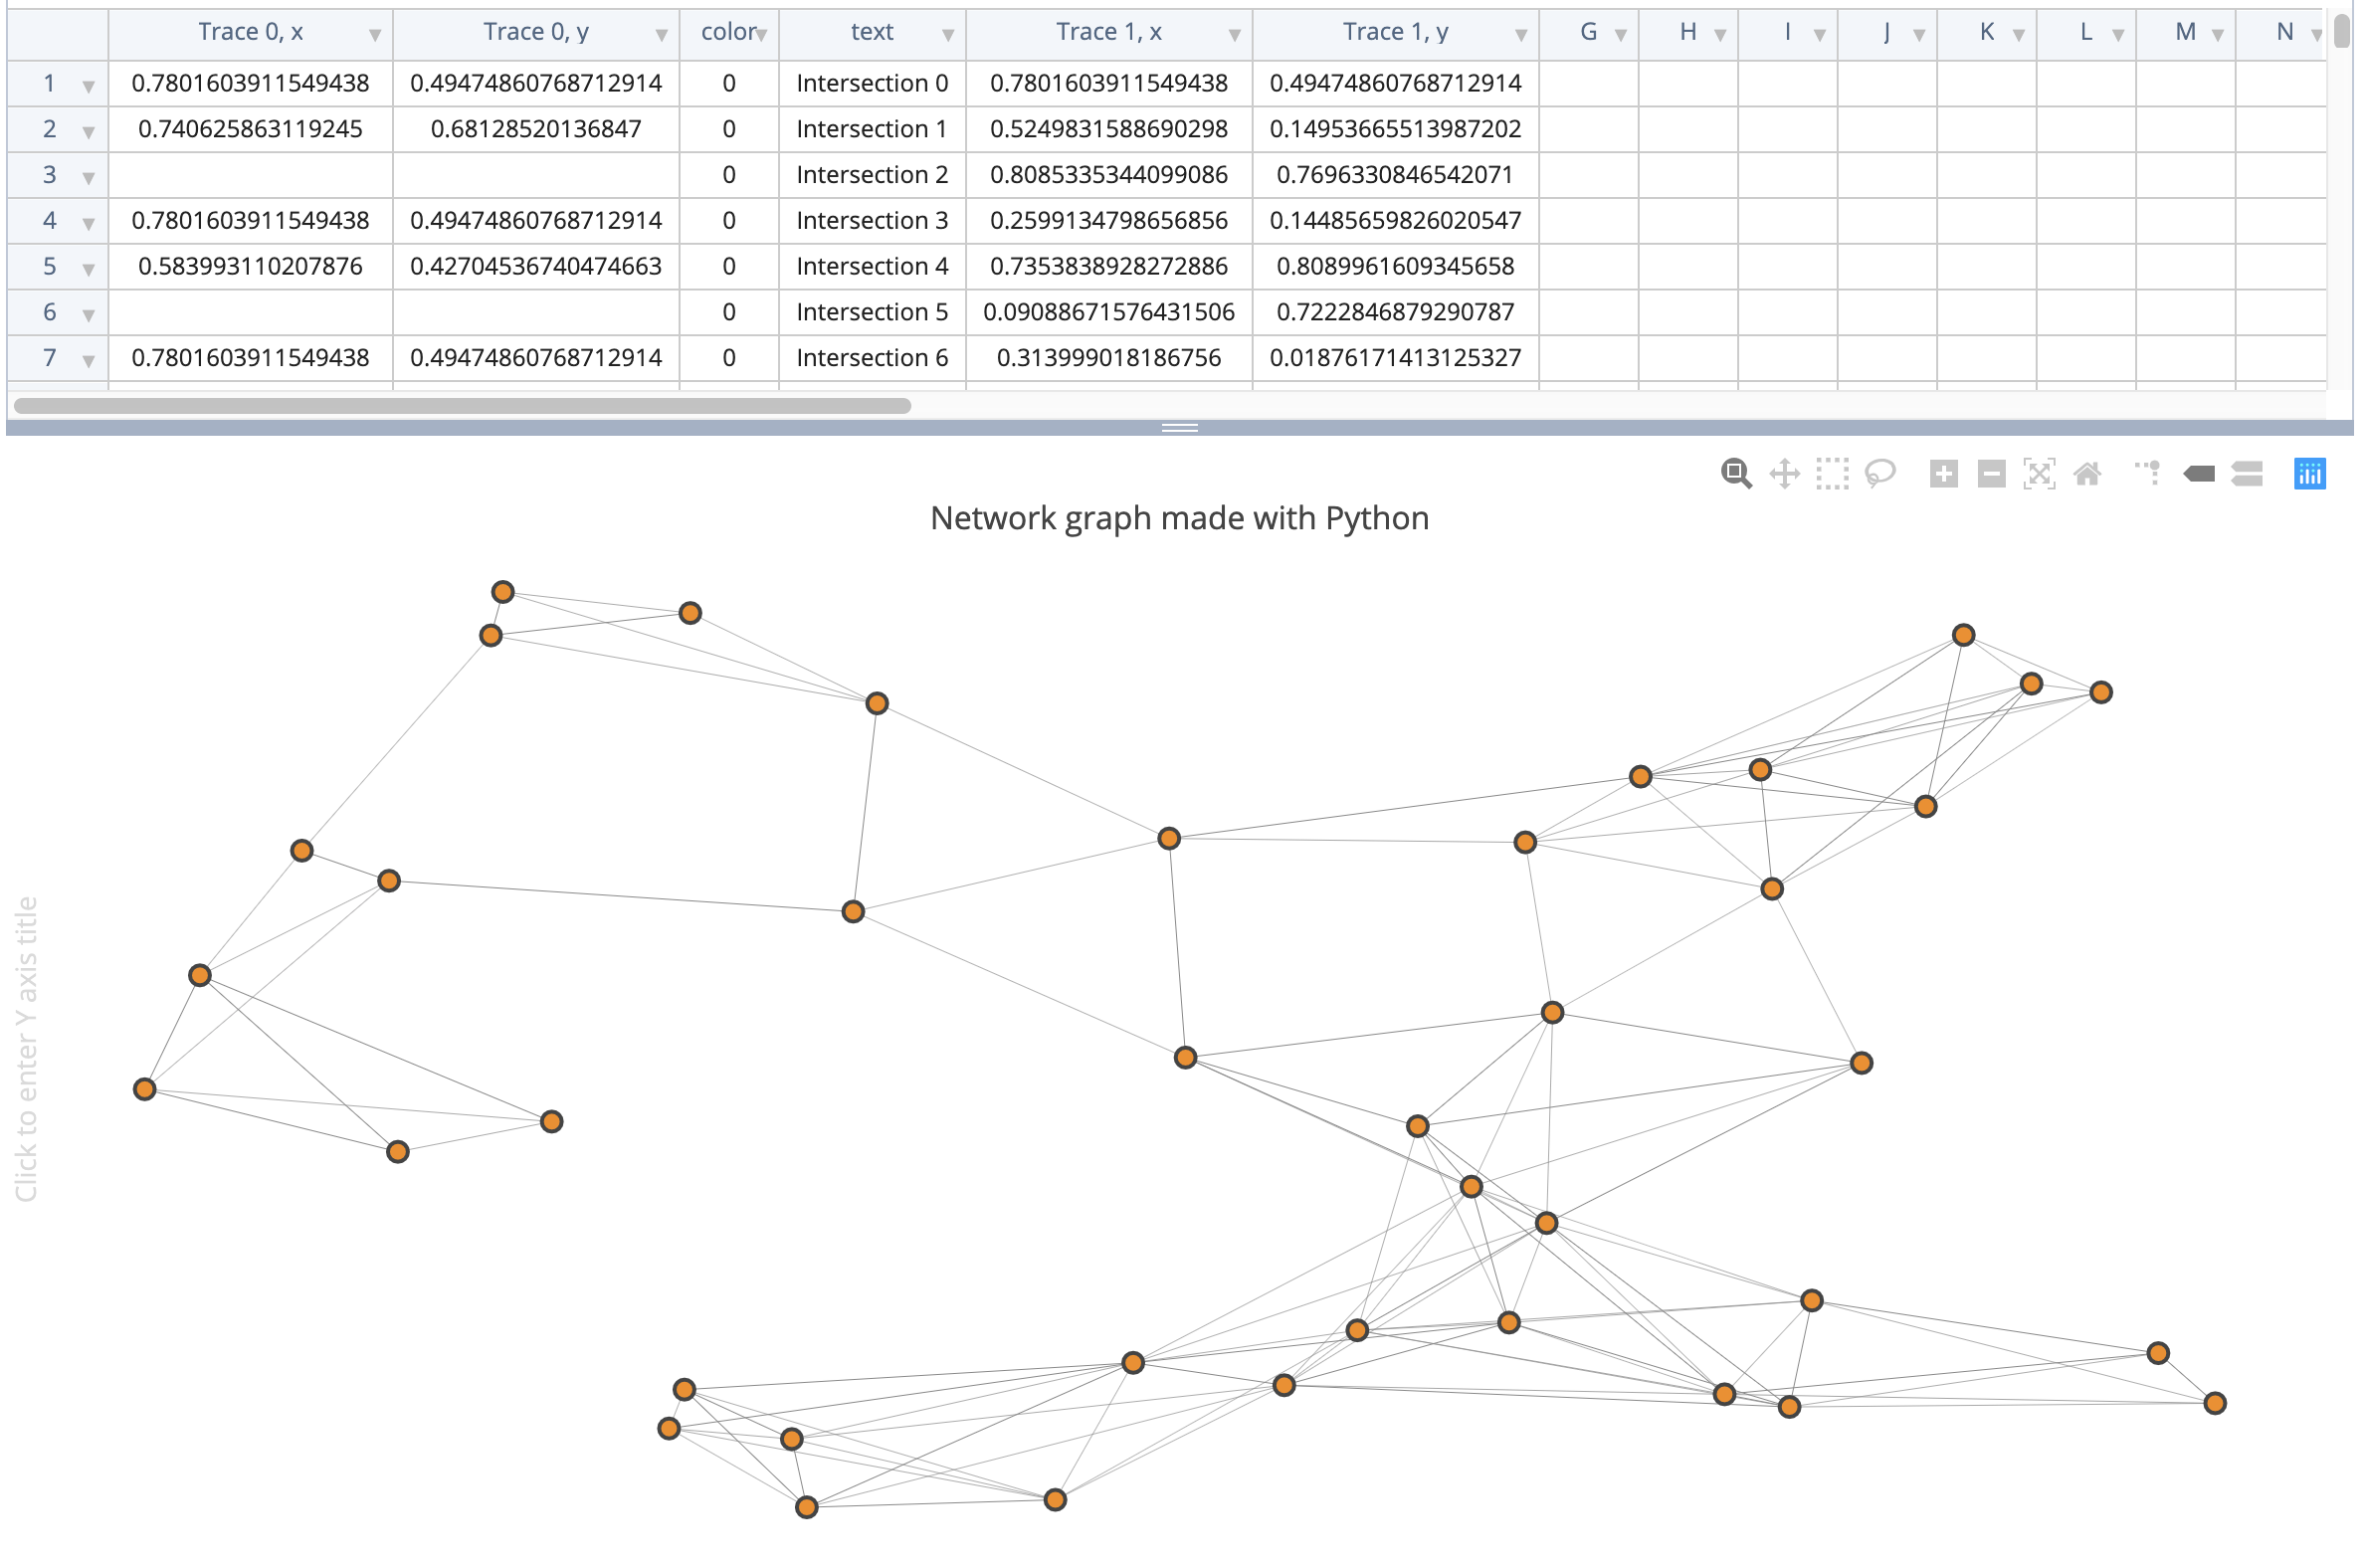 Trace 0, x Trace 0, y color text Trace 1, x Trace 1, y G H I J K L M N
1 0.7801603911549438 0.49474860768712914 0 Intersection 0 0.7801603911549438 0.49474860768712914
2 0.740625863119245 0.68128520136847 0 Intersection 1 0.5249831588690298 0.14953665513987202
3 0 Intersection 2 0.8085335344099086 0.7696330846542071
4 0.7801603911549438 0.49474860768712914 0 Intersection 3 0.2599134798656856 0.14485659826020547
5 0.583993110207876 0.42704536740474663 0 Intersection 4 0.7353838928272886 0.8089961609345658
6 0 Intersection 5 0.09088671576431506 0.7222846879290787
7 0.7801603911549438 0.49474860768712914 0 Intersection 6 0.313999018186756 0.01876171413125327
Network graph made with Python
Click to enter Y axis title